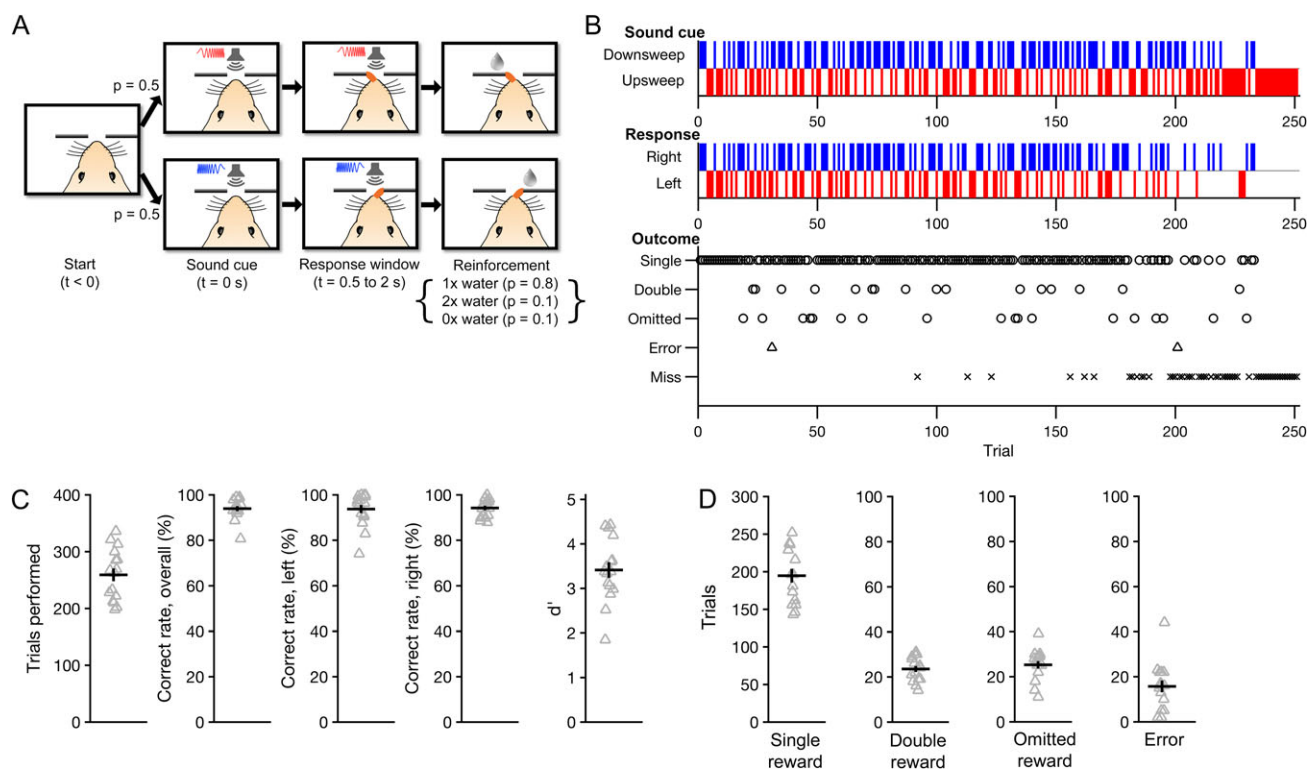 A
p = 0.5
p = 0.5
Start
(t < 0)
Sound cue
(t = 0 s)
Response window
(t = 0.5 to 2 s)
Reinforcement
1x water (p = 0.8)
2x water (p = 0.1)
0x water (p = 0.1)
B
Sound cue
Downsweep
Upsweep
0 50 100 150 200 250
Response
Right
Left
0 50 100 150 200 250
Outcome
Single
Double
Omitted
Error
Miss
0 50 100 150 200 250
Trial
C
Trials performed
400
300
200
100
0
Correct rate, overall (%)
100
80
60
40
20
0
Correct rate, left (%)
100
80
60
40
20
0
Correct rate, right (%)
100
80
60
40
20
0
d'
5
4
3
2
1
0
D
Trials
300
250
200
150
100
50
0
Single
reward
100
80
60
40
20
0
Double
reward
100
80
60
40
20
0
Omitted
reward
100
80
60
40
20
0
Error